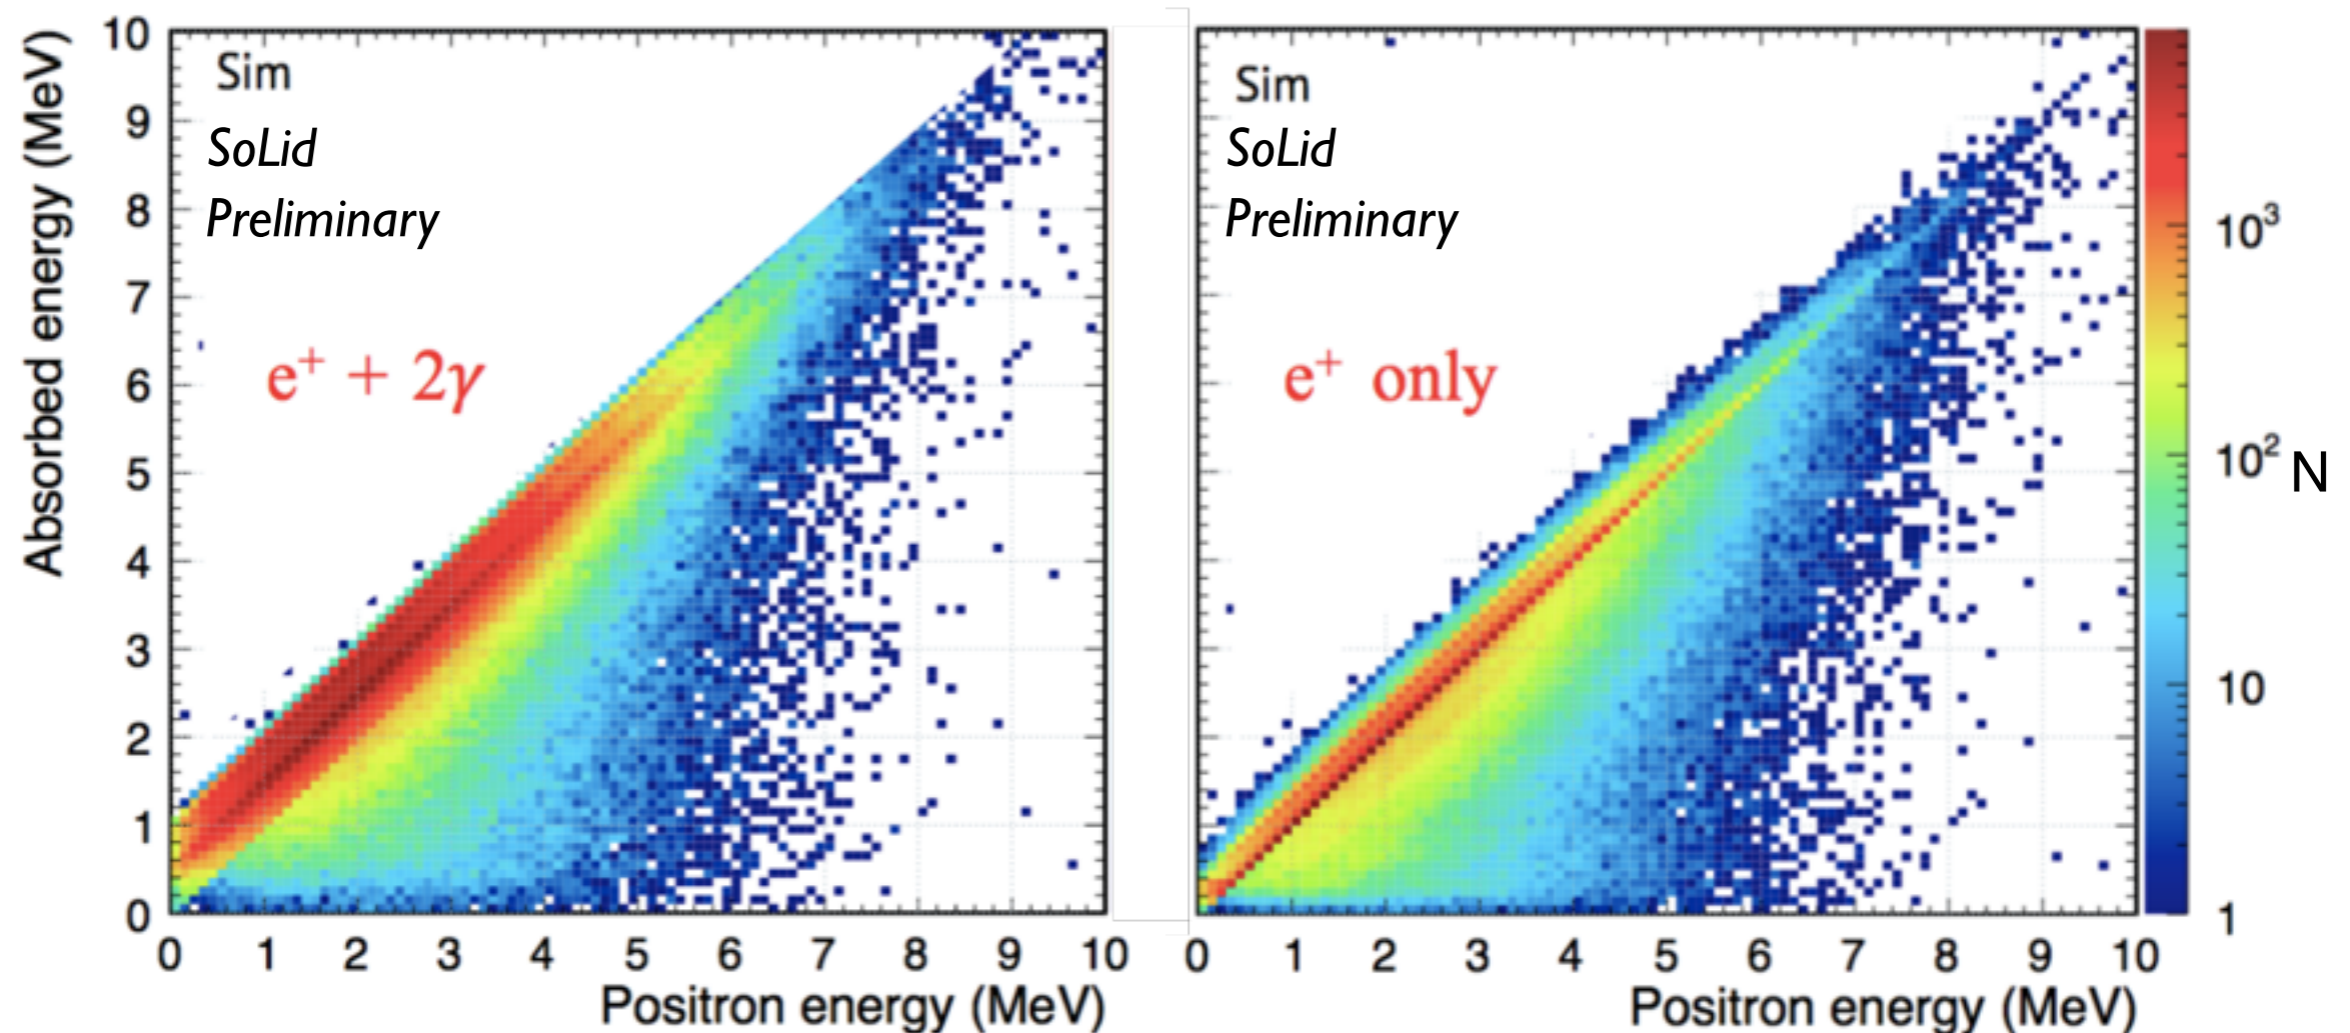 Absorbed energy (MeV)
10
9
8
7
6
5
4
3
2
1
0
Sim
SoLid
Preliminary
e⁺ + 2γ
0 1 2 3 4 5 6 7 8 9 10
Positron energy (MeV)
Sim
SoLid
Preliminary
e⁺ only
0 1 2 3 4 5 6 7 8 9 10
Positron energy (MeV)
10³
10²
N
10
1